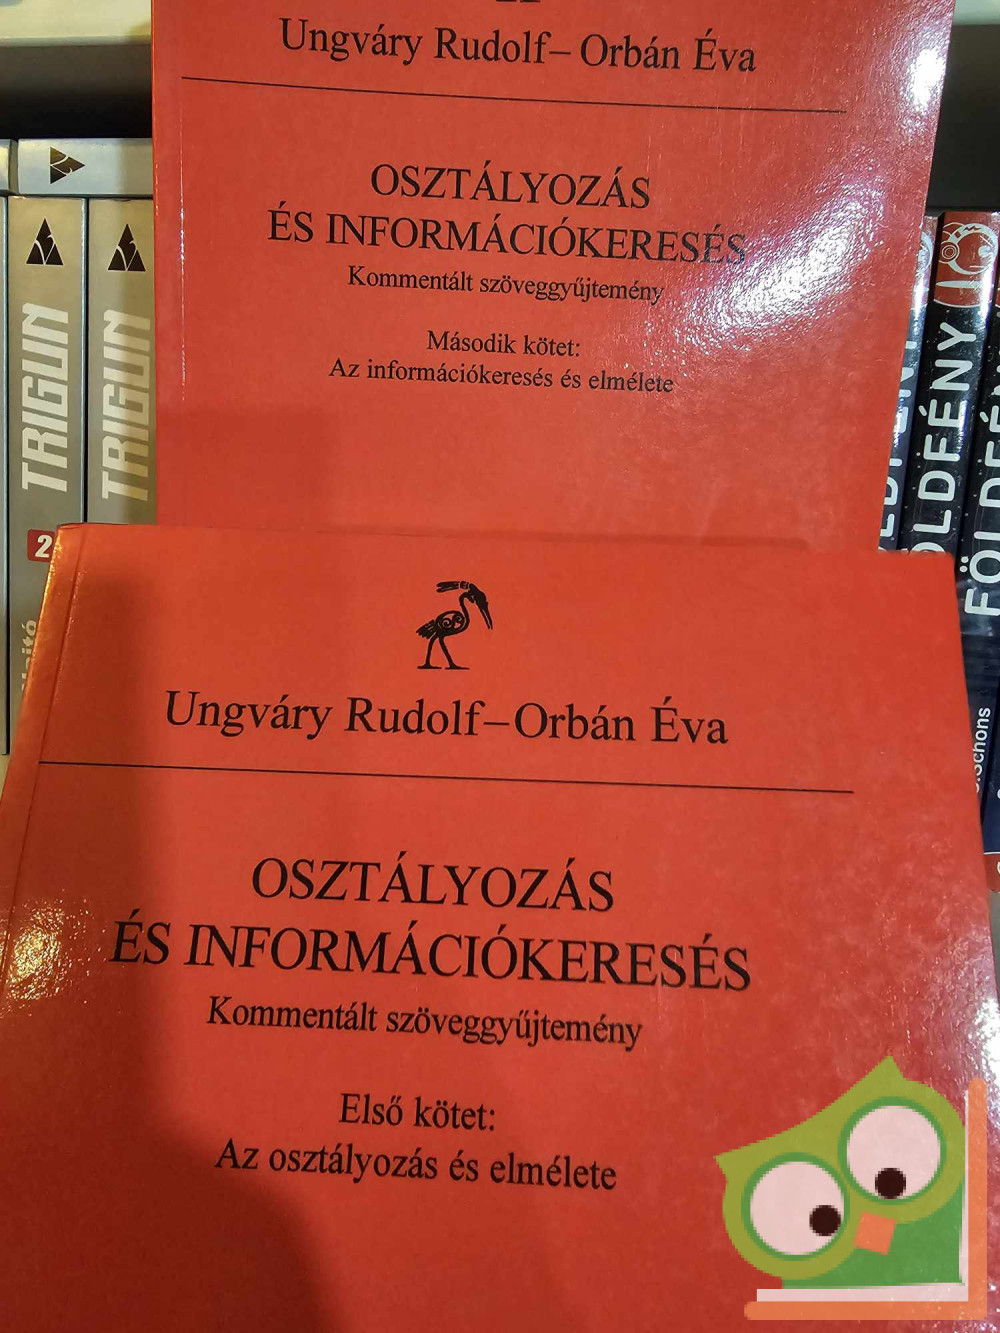 Ungváry Rudolf– Orbán Éva
OSZTÁLYOZÁS
ÉS INFORMÁCIÓKERESÉS
Kommentált szöveggyűjtemény
Második kötet:
Az információkeresés és elmélete
TRIGUN
TRIGUN
2
FÖLDFÉNY
Ungváry Rudolf–Orbán Éva
OSZTÁLYOZÁS
ÉS INFORMÁCIÓKERESÉS
Kommentált szöveggyűjtemény
Első kötet:
Az osztályozás és elmélete